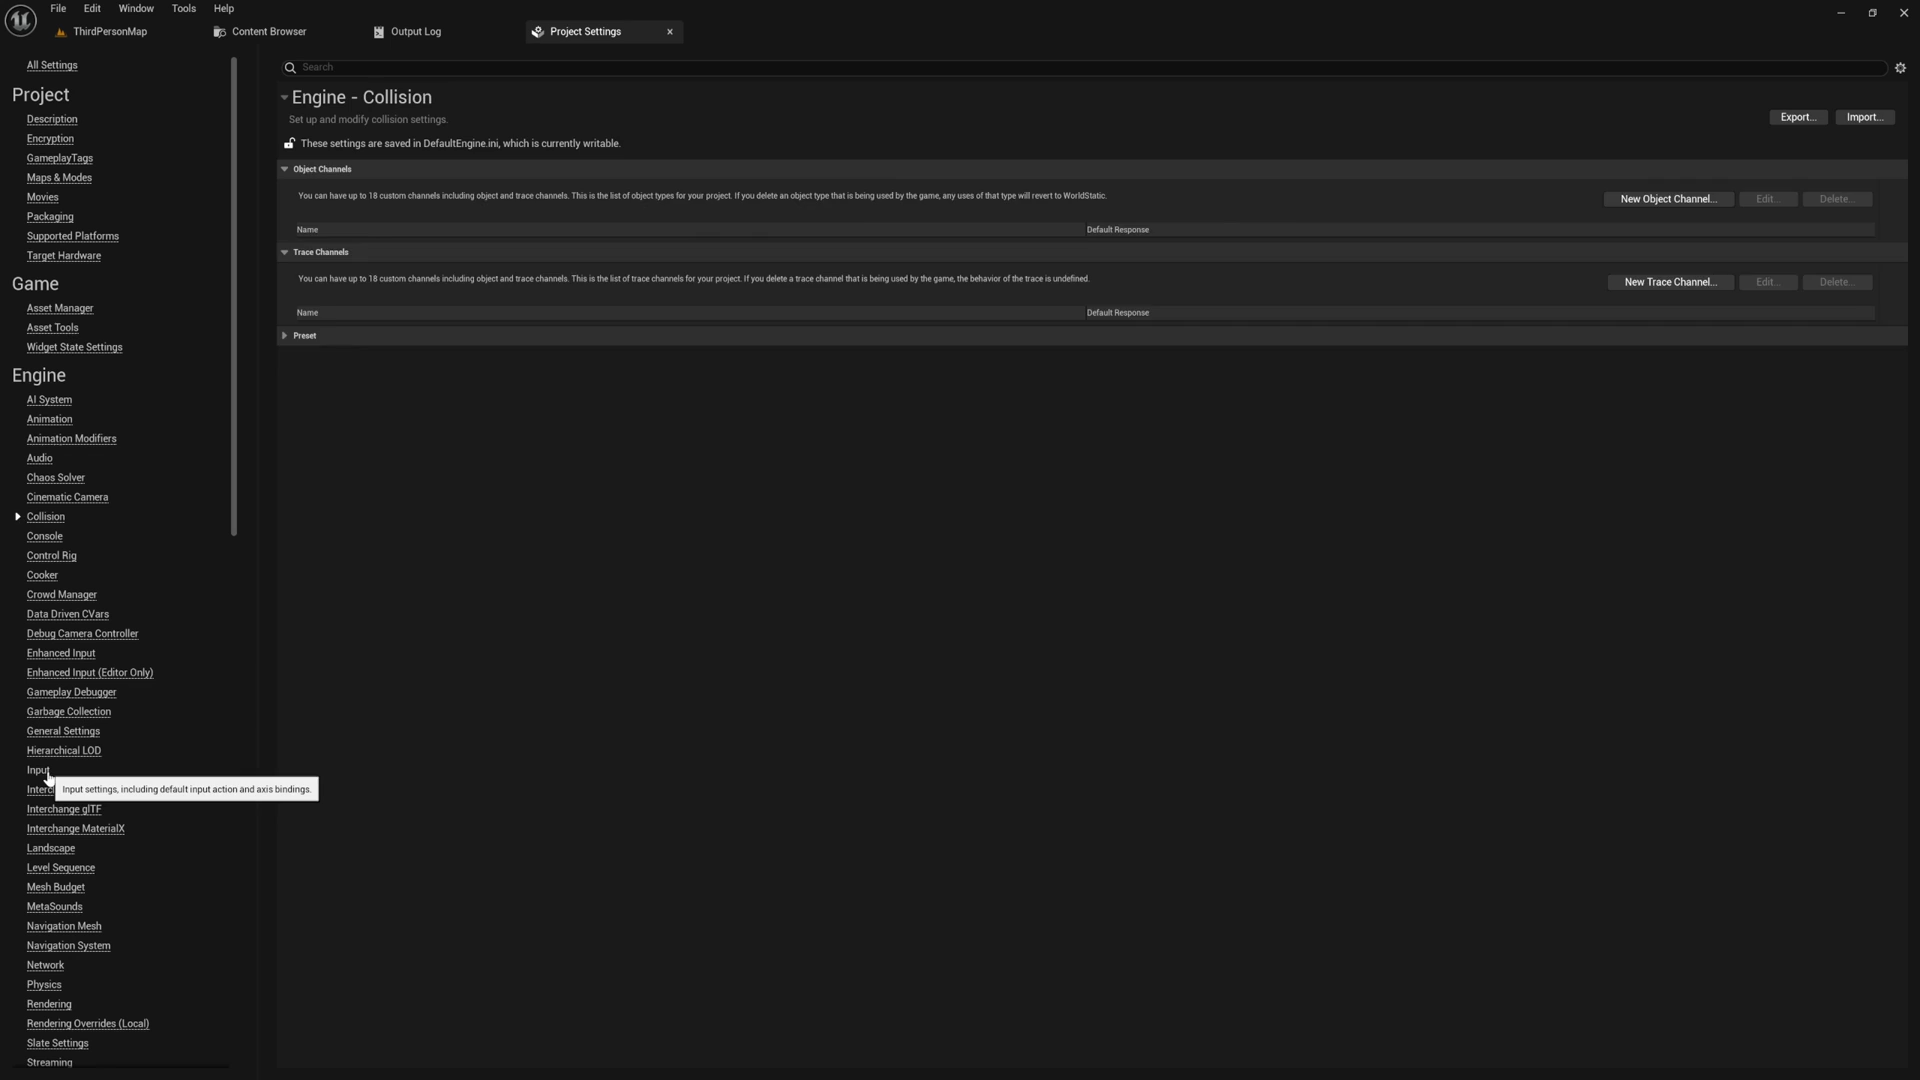 File Edit Window Tools Help
ThirdPersonMap Content Browser Output Log Project Settings
All Settings
Project
Description
Encryption
GameplayTags
Maps & Modes
Movies
Packaging
Supported Platforms
Target Hardware
Game
Asset Manager
Asset Tools
Widget State Settings
Engine
AI System
Animation
Animation Modifiers
Audio
Chaos Solver
Cinematic Camera
Collision
Console
Control Rig
Cooker
Crowd Manager
Data Driven CVars
Debug Camera Controller
Enhanced Input
Enhanced Input (Editor Only)
Gameplay Debugger
Garbage Collection
General Settings
Hierarchical LOD
Input
Input settings, including default input action and axis bindings.
Interchange glTF
Interchange MaterialX
Landscape
Level Sequence
Mesh Budget
MetaSounds
Navigation Mesh
Navigation System
Network
Physics
Rendering
Rendering Overrides (Local)
Slate Settings
Streaming
Search
Engine - Collision
Set up and modify collision settings.
Export... Import...
These settings are saved in DefaultEngine.ini, which is currently writable.
Object Channels
You can have up to 18 custom channels including object and trace channels. This is the list of object types for your project. If you delete an object type that is being used by the game, any uses of that type will revert to WorldStatic.
New Object Channel... Edit... Delete...
Name Default Response
Trace Channels
You can have up to 18 custom channels including object and trace channels. This is the list of trace channels for your project. If you delete a trace channel that is being used by the game, the behavior of the trace is undefined.
New Trace Channel... Edit... Delete...
Name Default Response
Preset